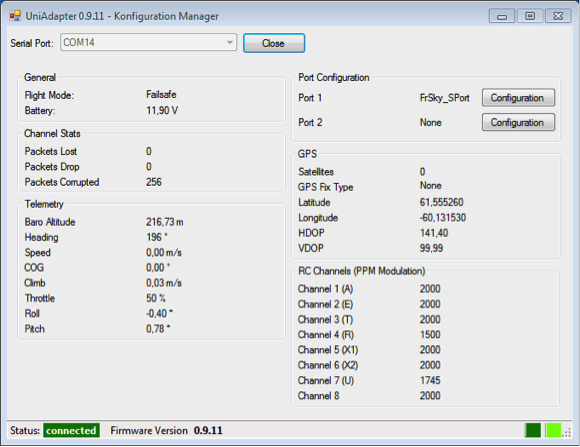 UniAdapter 0.9.11 - Konfiguration Manager
Serial Port: COM14 Close
General
Flight Mode: Failsafe
Battery: 11,90 V
Channel Stats
Packets Lost 0
Packets Drop 0
Packets Corrupted 256
Telemetry
Baro Altitude 216,73 m
Heading 196 °
Speed 0,00 m/s
COG 0,00 °
Climb 0,03 m/s
Throttle 50 %
Roll -0,40 °
Pitch 0,78 °
Port Configuration
Port 1 FrSky_SPort Configuration
Port 2 None Configuration
GPS
Satellites 0
GPS Fix Type None
Latitude 61,555260
Longitude -60,131530
HDOP 141,40
VDOP 99,99
RC Channels (PPM Modulation)
Channel 1 (A) 2000
Channel 2 (E) 2000
Channel 3 (T) 2000
Channel 4 (R) 1500
Channel 5 (X1) 2000
Channel 6 (X2) 2000
Channel 7 (U) 1745
Channel 8 2000
Status: connected Firmware Version 0.9.11